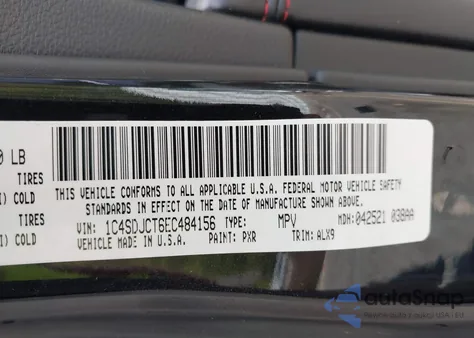 0 LB
TIRES
) COLD
TIRES
) COLD
THIS VEHICLE CONFORMS TO ALL APPLICABLE U.S.A. FEDERAL MOTOR VEHICLE SAFETY
STANDARDS IN EFFECT ON THE DATE OF MANUFACTURE SHOWN ABOVE.
VIN: 1C4SDJCT6EC484156 TYPE: MPV MDH: 042521 038AA
VEHICLE MADE IN U.S.A. PAINT: PXR TRIM: ALX9
autoSnap